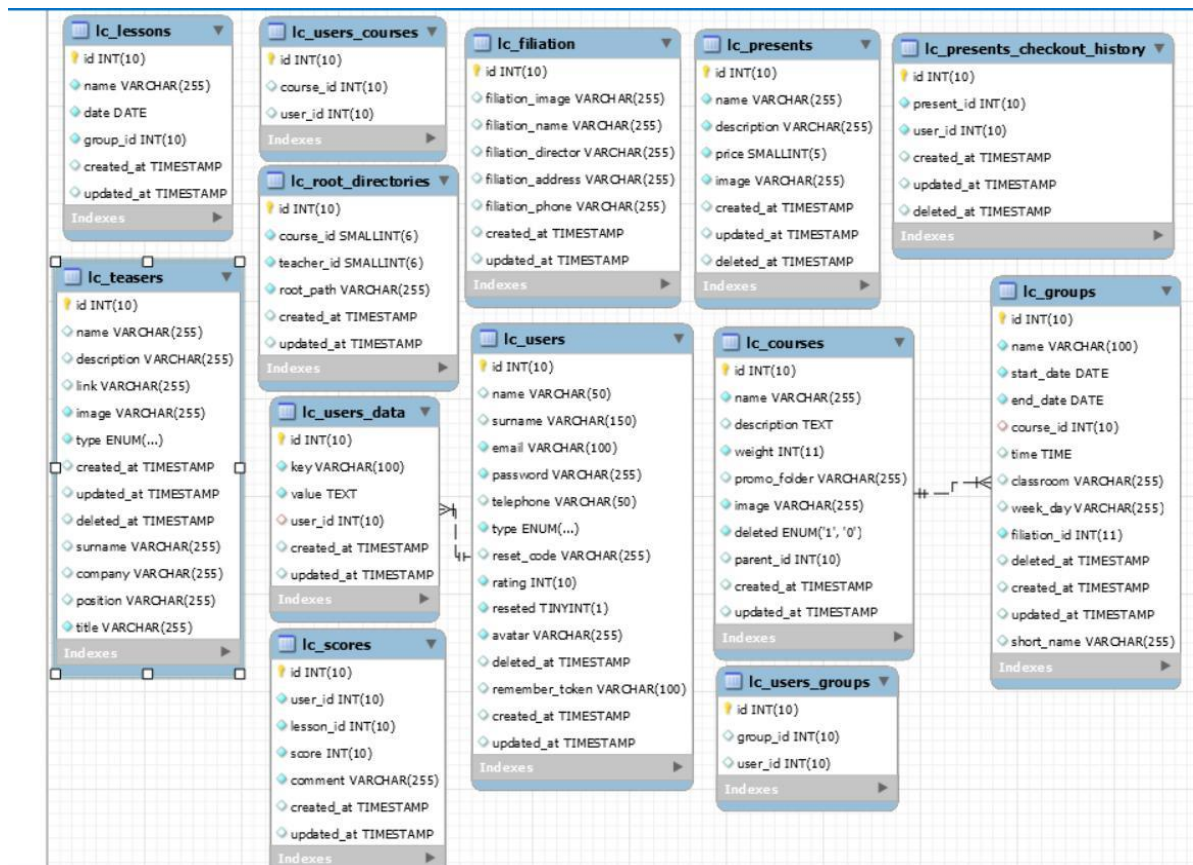 lc_lessons
id INT(10)
name VARCHAR(255)
date DATE
group_id INT(10)
created_at TIMESTAMP
updated_at TIMESTAMP
Indexes
lc_users_courses
id INT(10)
course_id INT(10)
user_id INT(10)
Indexes
lc_filiation
id INT(10)
filiation_image VARCHAR(255)
filiation_name VARCHAR(255)
filiation_director VARCHAR(255)
filiation_address VARCHAR(255)
filiation_phone VARCHAR(255)
created_at TIMESTAMP
updated_at TIMESTAMP
Indexes
lc_presents
id INT(10)
name VARCHAR(255)
description VARCHAR(255)
price SMALLINT(5)
image VARCHAR(255)
created_at TIMESTAMP
updated_at TIMESTAMP
deleted_at TIMESTAMP
Indexes
lc_presents_checkout_history
id INT(10)
present_id INT(10)
user_id INT(10)
created_at TIMESTAMP
updated_at TIMESTAMP
deleted_at TIMESTAMP
Indexes
lc_root_directories
id INT(10)
course_id SMALLINT(6)
teacher_id SMALLINT(6)
root_path VARCHAR(255)
created_at TIMESTAMP
updated_at TIMESTAMP
Indexes
lc_teasers
id INT(10)
name VARCHAR(255)
description VARCHAR(255)
link VARCHAR(255)
image VARCHAR(255)
type ENUM(...)
created_at TIMESTAMP
updated_at TIMESTAMP
deleted_at TIMESTAMP
surname VARCHAR(255)
company VARCHAR(255)
position VARCHAR(255)
title VARCHAR(255)
Indexes
lc_users_data
id INT(10)
key VARCHAR(100)
value TEXT
user_id INT(10)
created_at TIMESTAMP
updated_at TIMESTAMP
Indexes
lc_users
id INT(10)
name VARCHAR(50)
surname VARCHAR(150)
email VARCHAR(100)
password VARCHAR(255)
telephone VARCHAR(50)
type ENUM(...)
reset_code VARCHAR(255)
rating INT(10)
reseted TINYINT(1)
avatar VARCHAR(255)
deleted_at TIMESTAMP
remember_token VARCHAR(100)
created_at TIMESTAMP
updated_at TIMESTAMP
Indexes
lc_courses
id INT(10)
name VARCHAR(255)
description TEXT
weight INT(11)
promo_folder VARCHAR(255)
image VARCHAR(255)
deleted ENUM('1', '0')
parent_id INT(10)
created_at TIMESTAMP
updated_at TIMESTAMP
Indexes
lc_groups
id INT(10)
name VARCHAR(100)
start_date DATE
end_date DATE
course_id INT(10)
time TIME
classroom VARCHAR(255)
week_day VARCHAR(255)
filiation_id INT(11)
deleted_at TIMESTAMP
created_at TIMESTAMP
updated_at TIMESTAMP
short_name VARCHAR(255)
Indexes
lc_scores
id INT(10)
user_id INT(10)
lesson_id INT(10)
score INT(10)
comment VARCHAR(255)
created_at TIMESTAMP
updated_at TIMESTAMP
Indexes
lc_users_groups
id INT(10)
group_id INT(10)
user_id INT(10)
Indexes